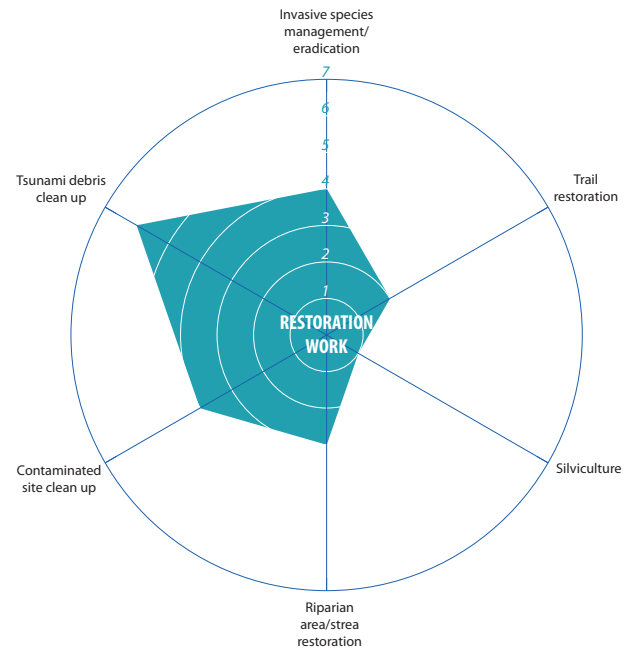 Invasive species
management/
eradication
7
6
5
4
3
2
1
Tsunami debris
clean up
Trail
restoration
RESTORATION
WORK
Contaminated
site clean up
Silviculture
Riparian
area/strea
restoration